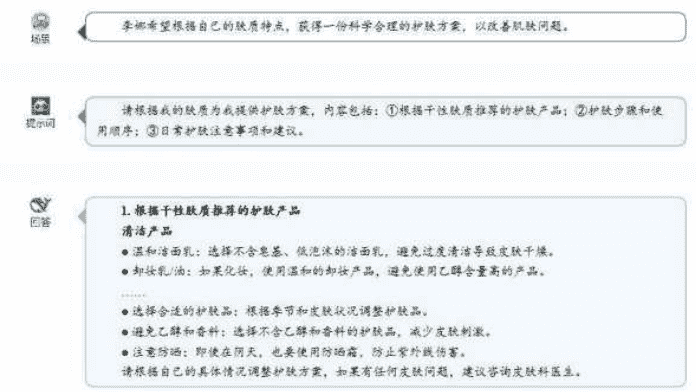 场景
李娜希望根据自己的肤质特点，获得一份科学合理的护肤方案，以改善肌肤问题。
提示词
请根据我的肤质为我提供护肤方案，内容包括：①根据干性肤质推荐的护肤产品；②护肤步骤和使
用顺序；③日常护肤注意事项和建议。
回答
1. 根据干性肤质推荐的护肤产品
清洁产品
● 温和洁面乳：选择不含皂基、低泡沫的洁面乳，避免过度清洁导致皮肤干燥。
● 卸妆乳/油：如果化妆，使用温和的卸妆产品，避免使用乙醇含量高的产品。
……
● 选择合适的护肤品：根据季节和皮肤状况调整护肤品。
● 避免乙醇和香料：选择不含乙醇和香料的护肤品，减少皮肤刺激。
● 注意防晒：即使在阴天，也要使用防晒霜，防止紫外线伤害。
请根据自己的具体情况调整护肤方案，如果有任何皮肤问题，建议咨询皮肤科医生。